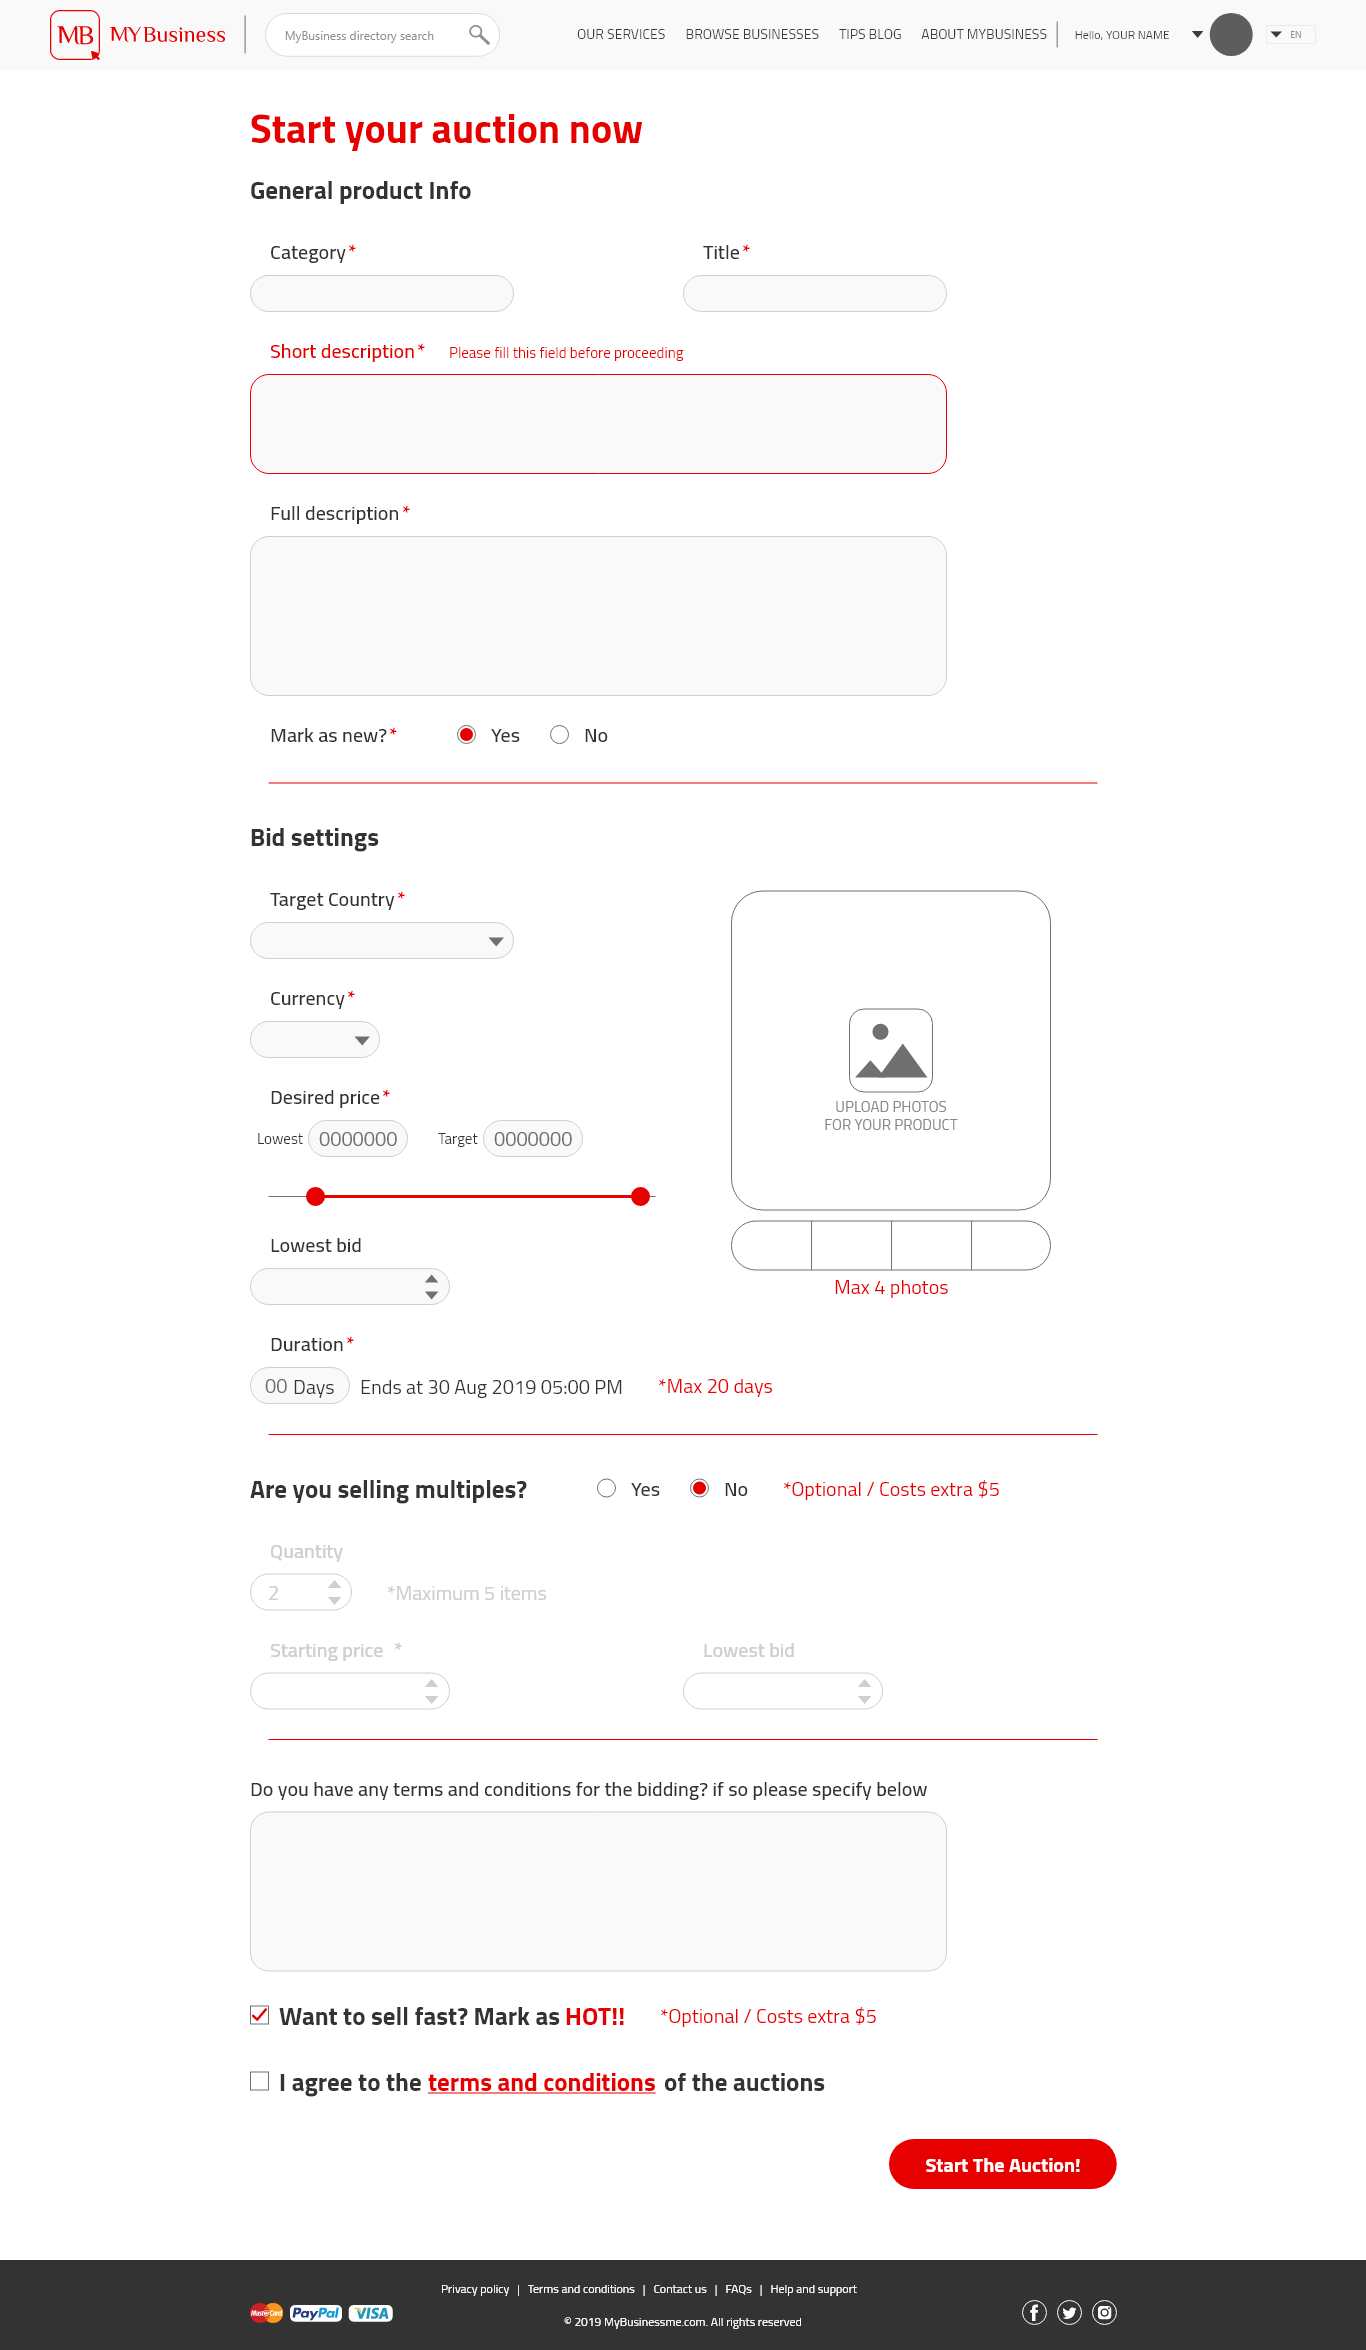 MB MY Business
MyBusiness directory search
OUR SERVICES BROWSE BUSINESSES TIPS BLOG ABOUT MYBUSINESS
Hello, YOUR NAME
EN
Start your auction now
General product Info
Category* Title*
Short description* Please fill this field before proceeding
Full description*
Mark as new?* Yes No
Bid settings
Target Country*
Currency*
Desired price*
Lowest 0000000 Target 0000000
UPLOAD PHOTOS
FOR YOUR PRODUCT
Lowest bid
Max 4 photos
Duration*
00 Days Ends at 30 Aug 2019 05:00 PM *Max 20 days
Are you selling multiples? Yes No *Optional / Costs extra $5
Quantity
2 *Maximum 5 items
Starting price * Lowest bid
Do you have any terms and conditions for the bidding? if so please specify below
Want to sell fast? Mark as HOT!! *Optional / Costs extra $5
I agree to the terms and conditions of the auctions
Start The Auction!
Privacy policy | Terms and conditions | Contact us | FAQs | Help and support
MasterCard PayPal VISA
© 2019 MyBusinessme.com. All rights reserved